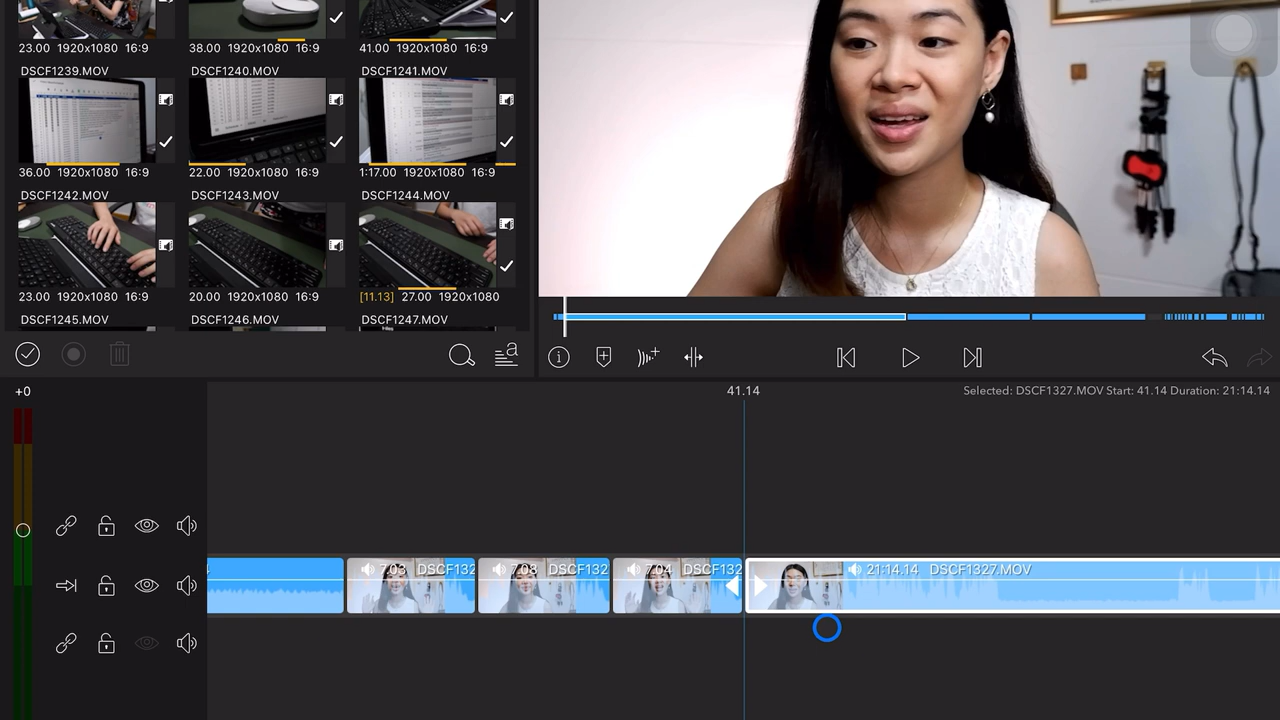 23.00 1920x1080 16:9
38.00 1920x1080 16:9
41.00 1920x1080 16:9
DSCF1239.MOV
DSCF1240.MOV
DSCF1241.MOV
36.00 1920x1080 16:9
22.00 1920x1080 16:9
1:17.00 1920x1080 16:9
DSCF1242.MOV
DSCF1243.MOV
DSCF1244.MOV
23.00 1920x1080 16:9
20.00 1920x1080 16:9
[11.13] 27.00 1920x1080
DSCF1245.MOV
DSCF1246.MOV
DSCF1247.MOV
+0
41.14
Selected: DSCF1327.MOV Start: 41.14 Duration: 21:14.14
7.03 DSCF132
7.08 DSCF132
7.04 DSCF132
21:14.14 DSCF1327.MOV